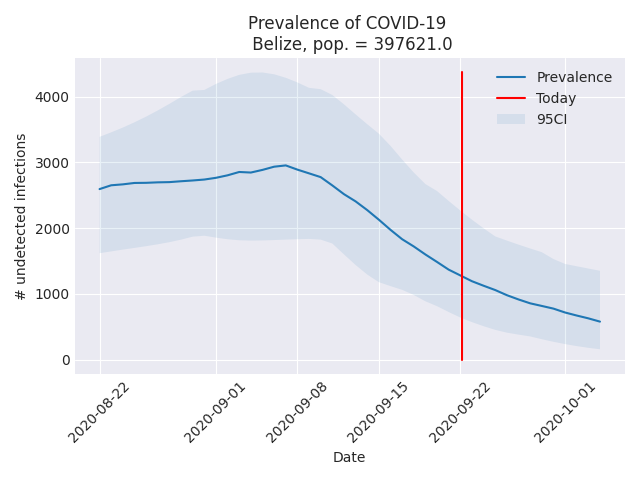 Prevalence of COVID-19
Belize, pop. = 397621.0
Prevalence
Today
95CI
# undetected infections
4000
3000
2000
1000
0
2020-08-22
2020-09-01
2020-09-08
2020-09-15
2020-09-22
2020-10-01
Date